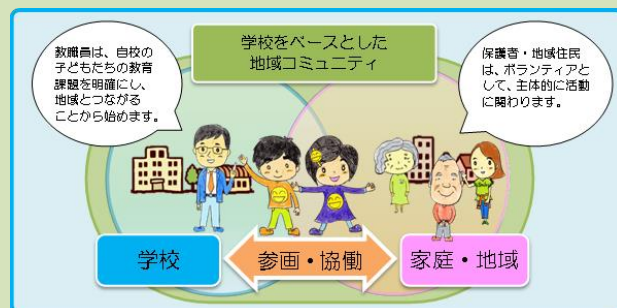 学校をベースとした
地域コミュニティ
教職員は、自校の
子どもたちの教育
課題を明確にし、
地域とつながる
ことから始めます。
保護者・地域住民
は、ボランティアと
して、主体的に活動
に関わります。
学校
参画・協働
家庭・地域